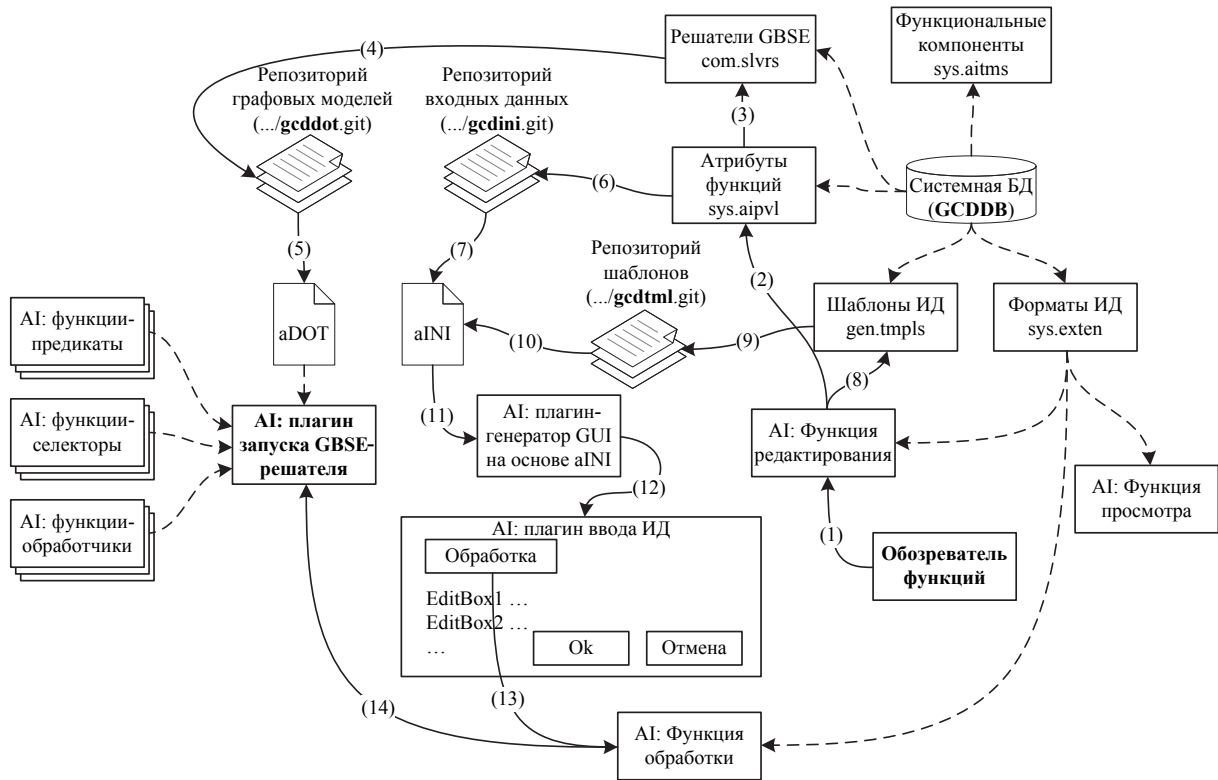 (4)
Решатели GBSE
com.slvrs
Функциональные
компоненты
sys.aitms
Репозиторий
графовых моделей
(.../gcddot.git)
Репозиторий
входных данных
(.../gcdini.git)
(3)
Атрибуты
функций
sys.aipvl
(6)
Системная БД
(GCDDB)
(5)
(7)
Репозиторий
шаблонов
(.../gcdtml.git)
(2)
aDOT
aINI
(10)
(9)
Шаблоны ИД
gen.tmpls
Форматы ИД
sys.exten
AI: функции-
предикаты
(8)
AI: функции-
селекторы
AI: плагин
запуска GBSE-
решателя
(11)
AI: плагин-
генератор GUI
на основе aINI
AI: Функция
редактирования
AI: Функция
просмотра
(12)
AI: функции-
обработчики
AI: плагин ввода ИД
Обработка
(1)
Обозреватель
функций
EditBox1 ...
EditBox2 ...
...
Ok
Отмена
(13)
(14)
AI: Функция
обработки